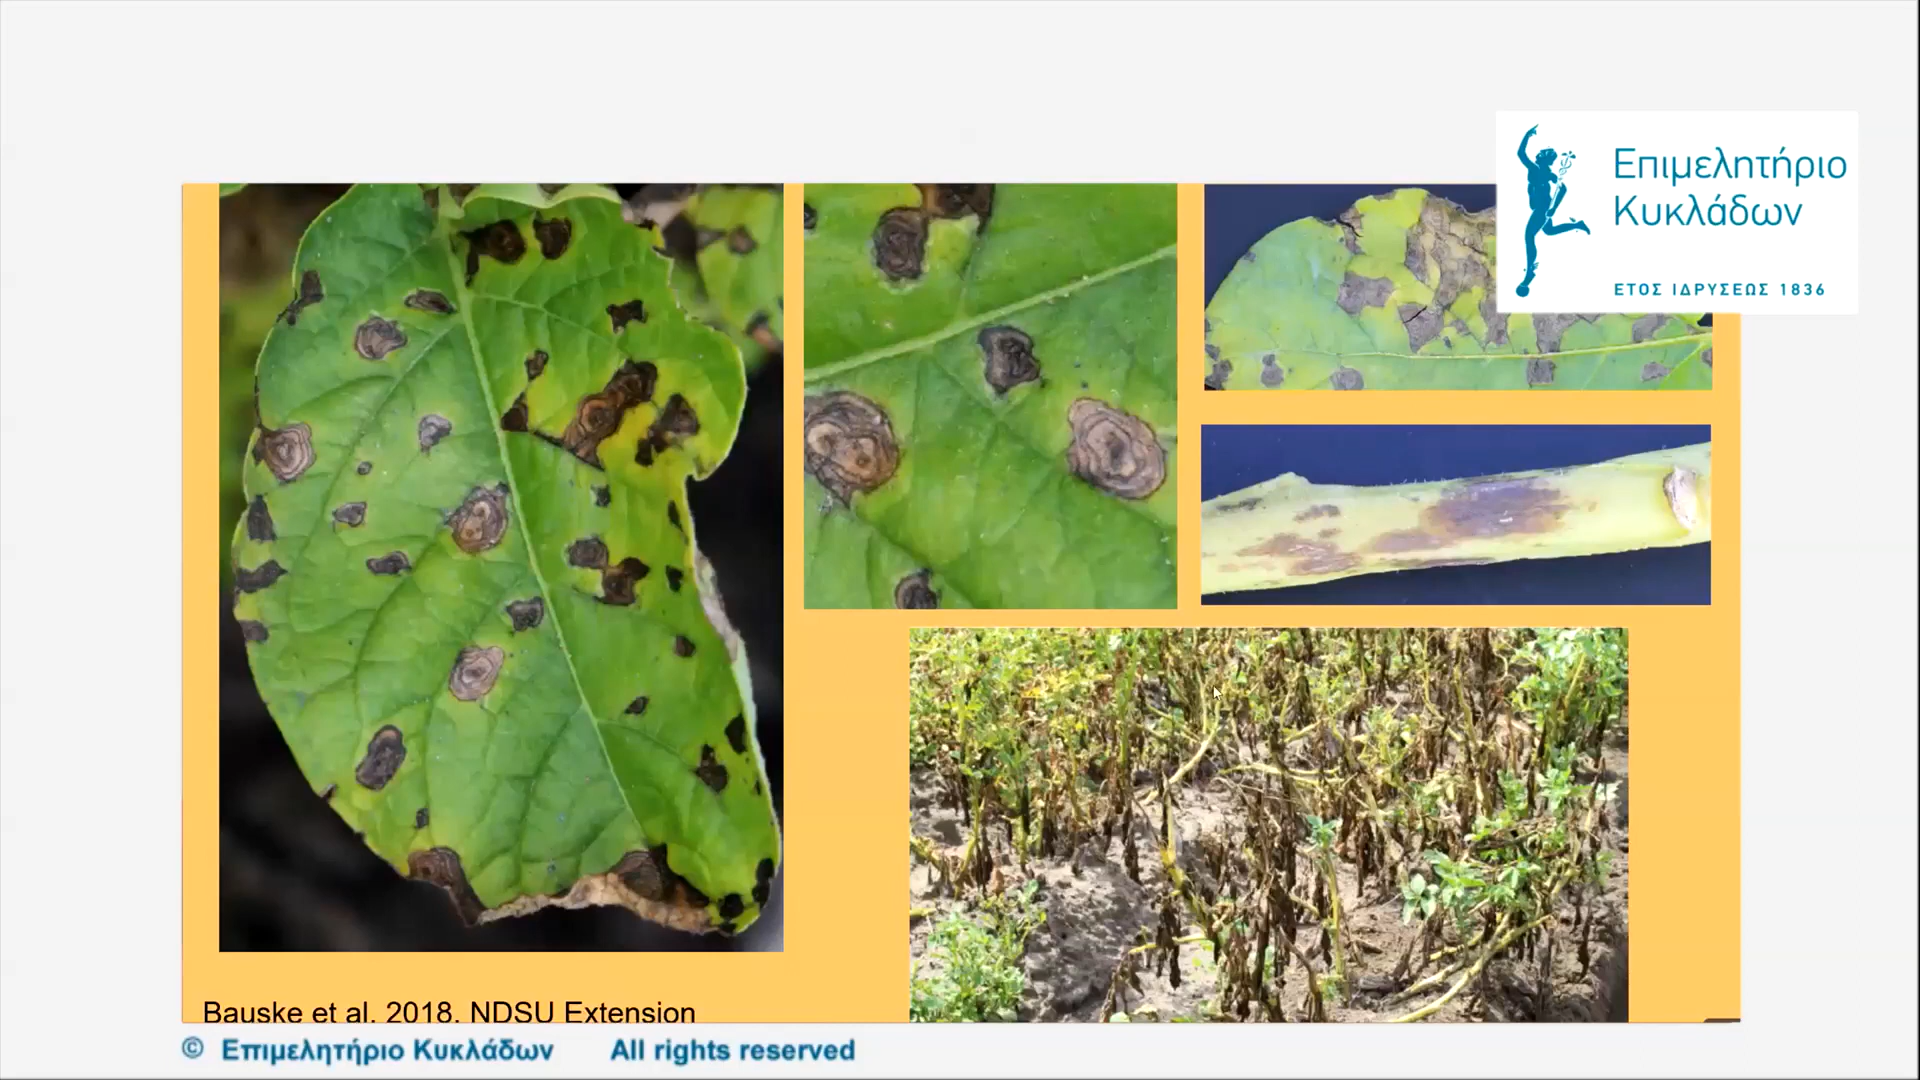 Επιμελητήριο
Κυκλάδων
ΕΤΟΣ ΙΔΡΥΣΕΩΣ 1836
Bauske et al. 2018. NDSU Extension
© Επιμελητήριο Κυκλάδων All rights reserved